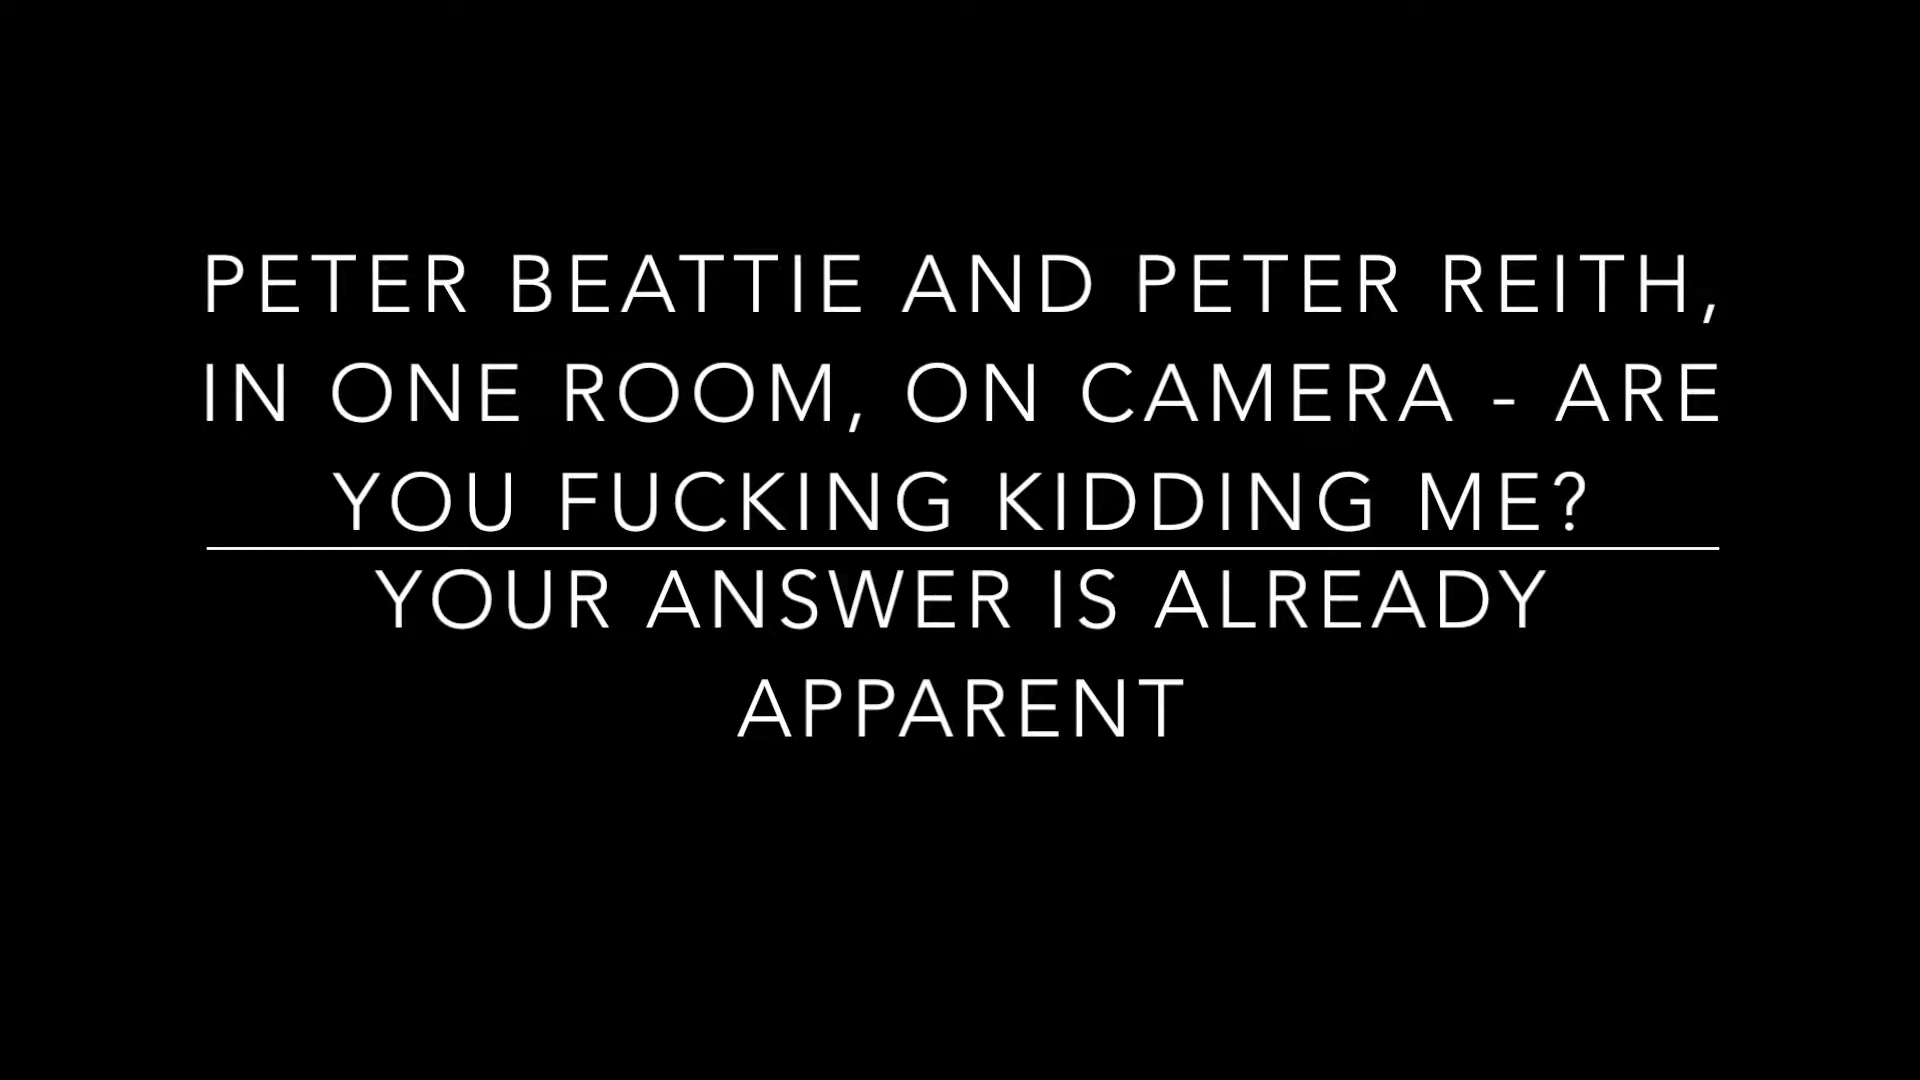 PETER BEATTIE AND PETER REITH,
IN ONE ROOM, ON CAMERA - ARE
YOU FUCKING KIDDING ME?
YOUR ANSWER IS ALREADY
APPARENT